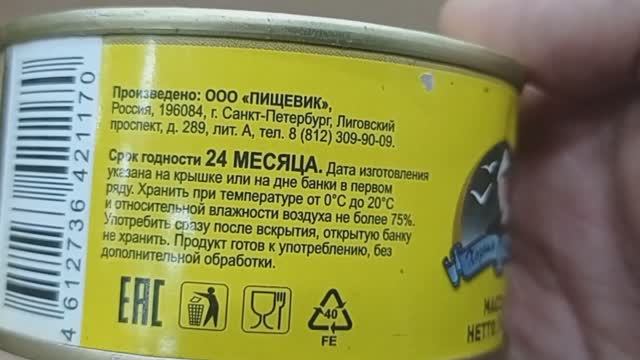 Произведено: ООО «ПИЩЕВИК»,
Россия, 196084, г. Санкт-Петербург, Лиговский
проспект, д. 289, лит. А, тел. 8 (812) 309-90-09.
Срок годности 24 МЕСЯЦА. Дата изготовления
указана на крышке или на дне банки в первом
ряду. Хранить при температуре от 0°С до 20°С
и относительной влажности воздуха не более 75%.
Употребить сразу после вскрытия, открытую банку
не хранить. Продукт готов к употреблению, без
дополнительной обработки.
4 612736 421170
ЕАС
40
FE
МАСС
НЕТТО: